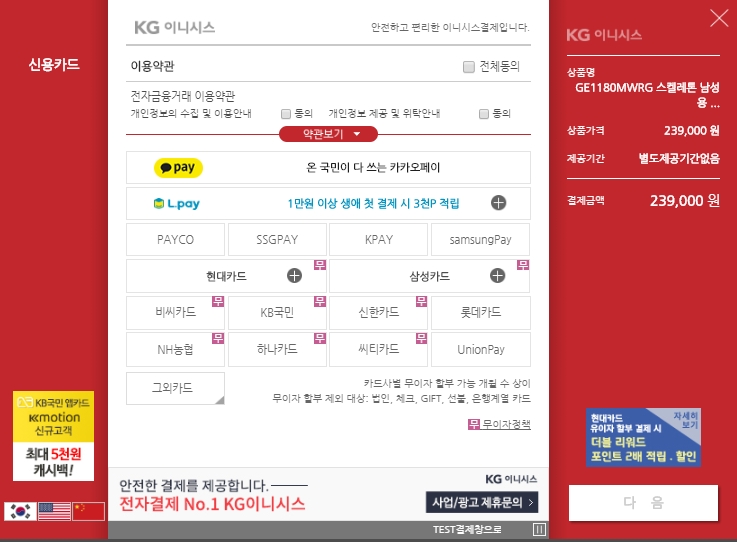 신용카드
KG 이니시스
안전하고 편리한 이니시스결제입니다.
이용약관
전체동의
전자금융거래 이용약관
개인정보의 수집 및 이용안내 동의 개인정보 제공 및 위탁안내 동의
약관보기
pay 온 국민이 다 쓰는 카카오페이
L.pay 1만원 이상 생애 첫 결제 시 3천P 적립
PAYCO SSGPAY KPAY samsungPay
현대카드 무 삼성카드 무
비씨카드 무 KB국민 무 신한카드 무 롯데카드
NH농협 무 하나카드 무 씨티카드 무 UnionPay
그외카드
카드사별 무이자 할부 가능 개월 수 상이
무이자 할부 제외 대상: 법인, 체크, GIFT, 선불, 은행계열 카드
무 무이자정책
KB국민 앱카드
K-motion
신규고객
최대 5천원
캐시백!
안전한 결제를 제공합니다.
전자결제 No.1 KG이니시스
KG 이니시스
사업/광고 제휴문의 >
TEST결제창으로
KG 이니시스
상품명
GE1180MWRG 스켈레톤 남성
용 ...
상품가격 239,000 원
제공기간 별도제공기간없음
결제금액 239,000 원
현대카드
유이자 할부 결제 시
더블 리워드
포인트 2배 적립 . 할인
자세히
보기
다 음